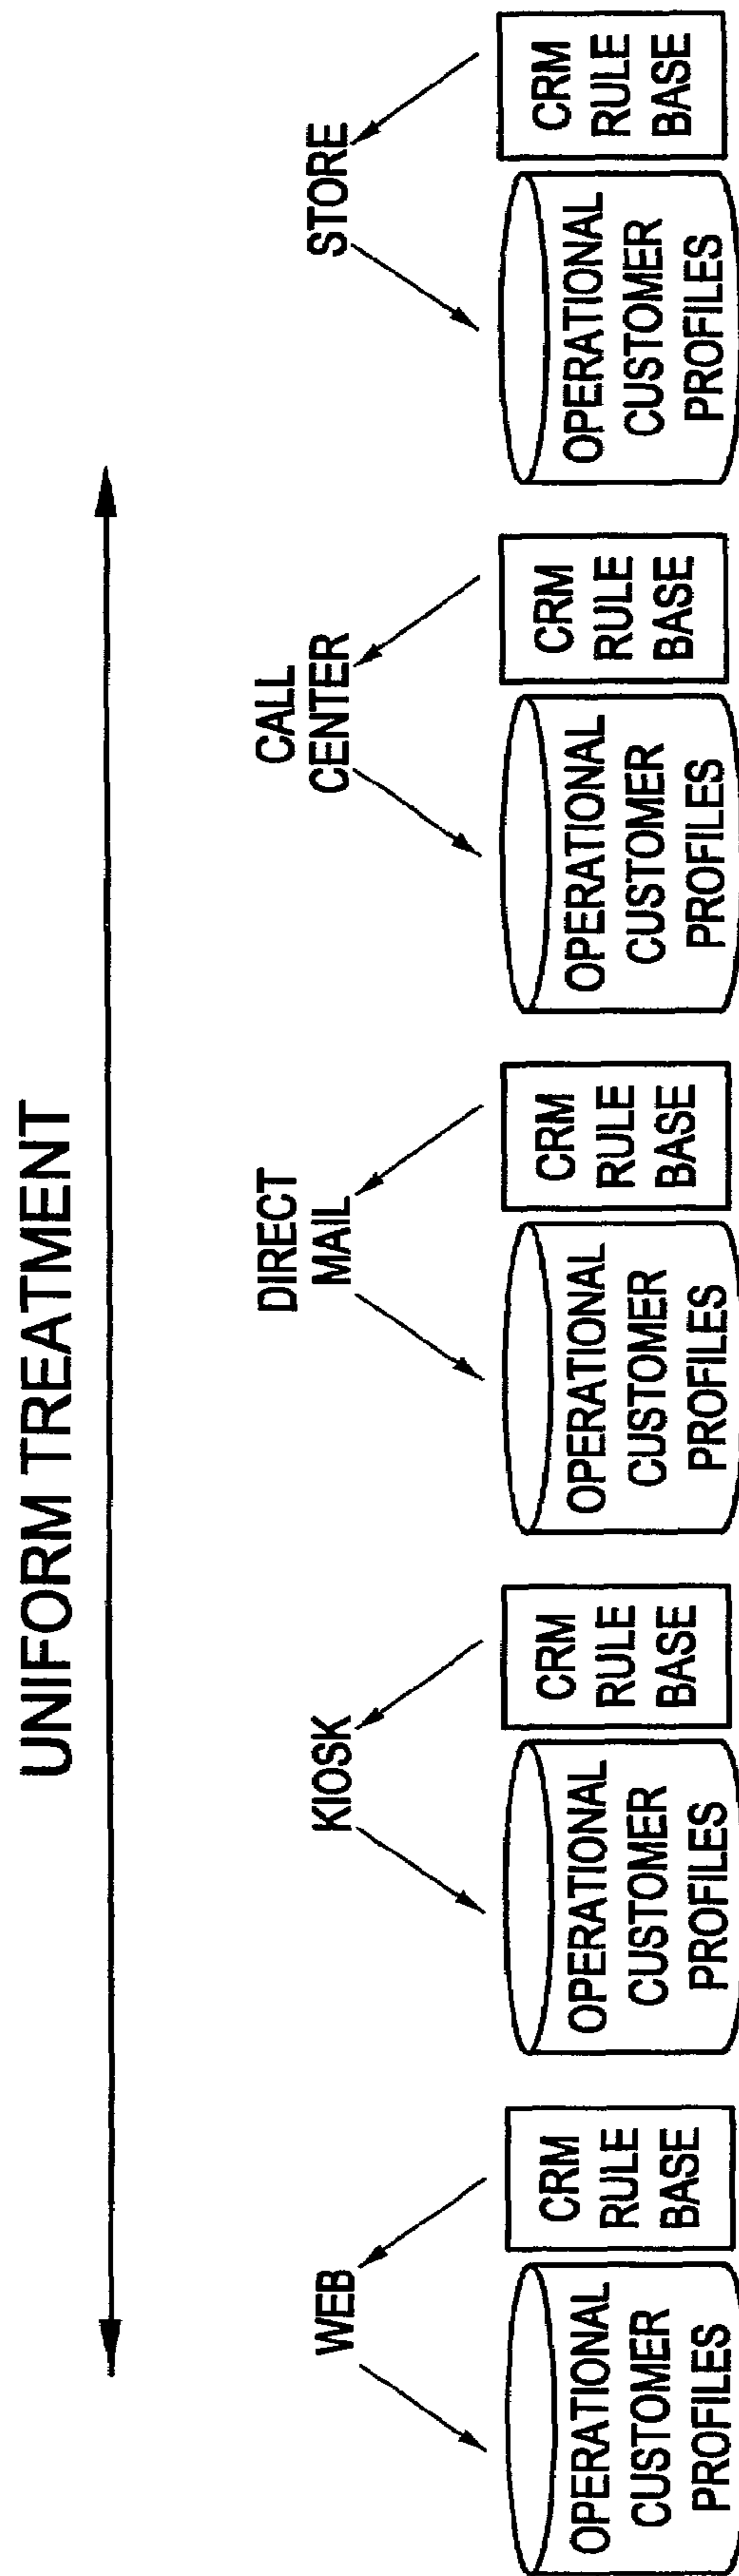 UNIFORM TREATMENT
WEB
KIOSK
DIRECT
MAIL
CALL
CENTER
STORE
OPERATIONAL
CUSTOMER
PROFILES
CRM
RULE
BASE
OPERATIONAL
CUSTOMER
PROFILES
CRM
RULE
BASE
OPERATIONAL
CUSTOMER
PROFILES
CRM
RULE
BASE
OPERATIONAL
CUSTOMER
PROFILES
CRM
RULE
BASE
OPERATIONAL
CUSTOMER
PROFILES
CRM
RULE
BASE